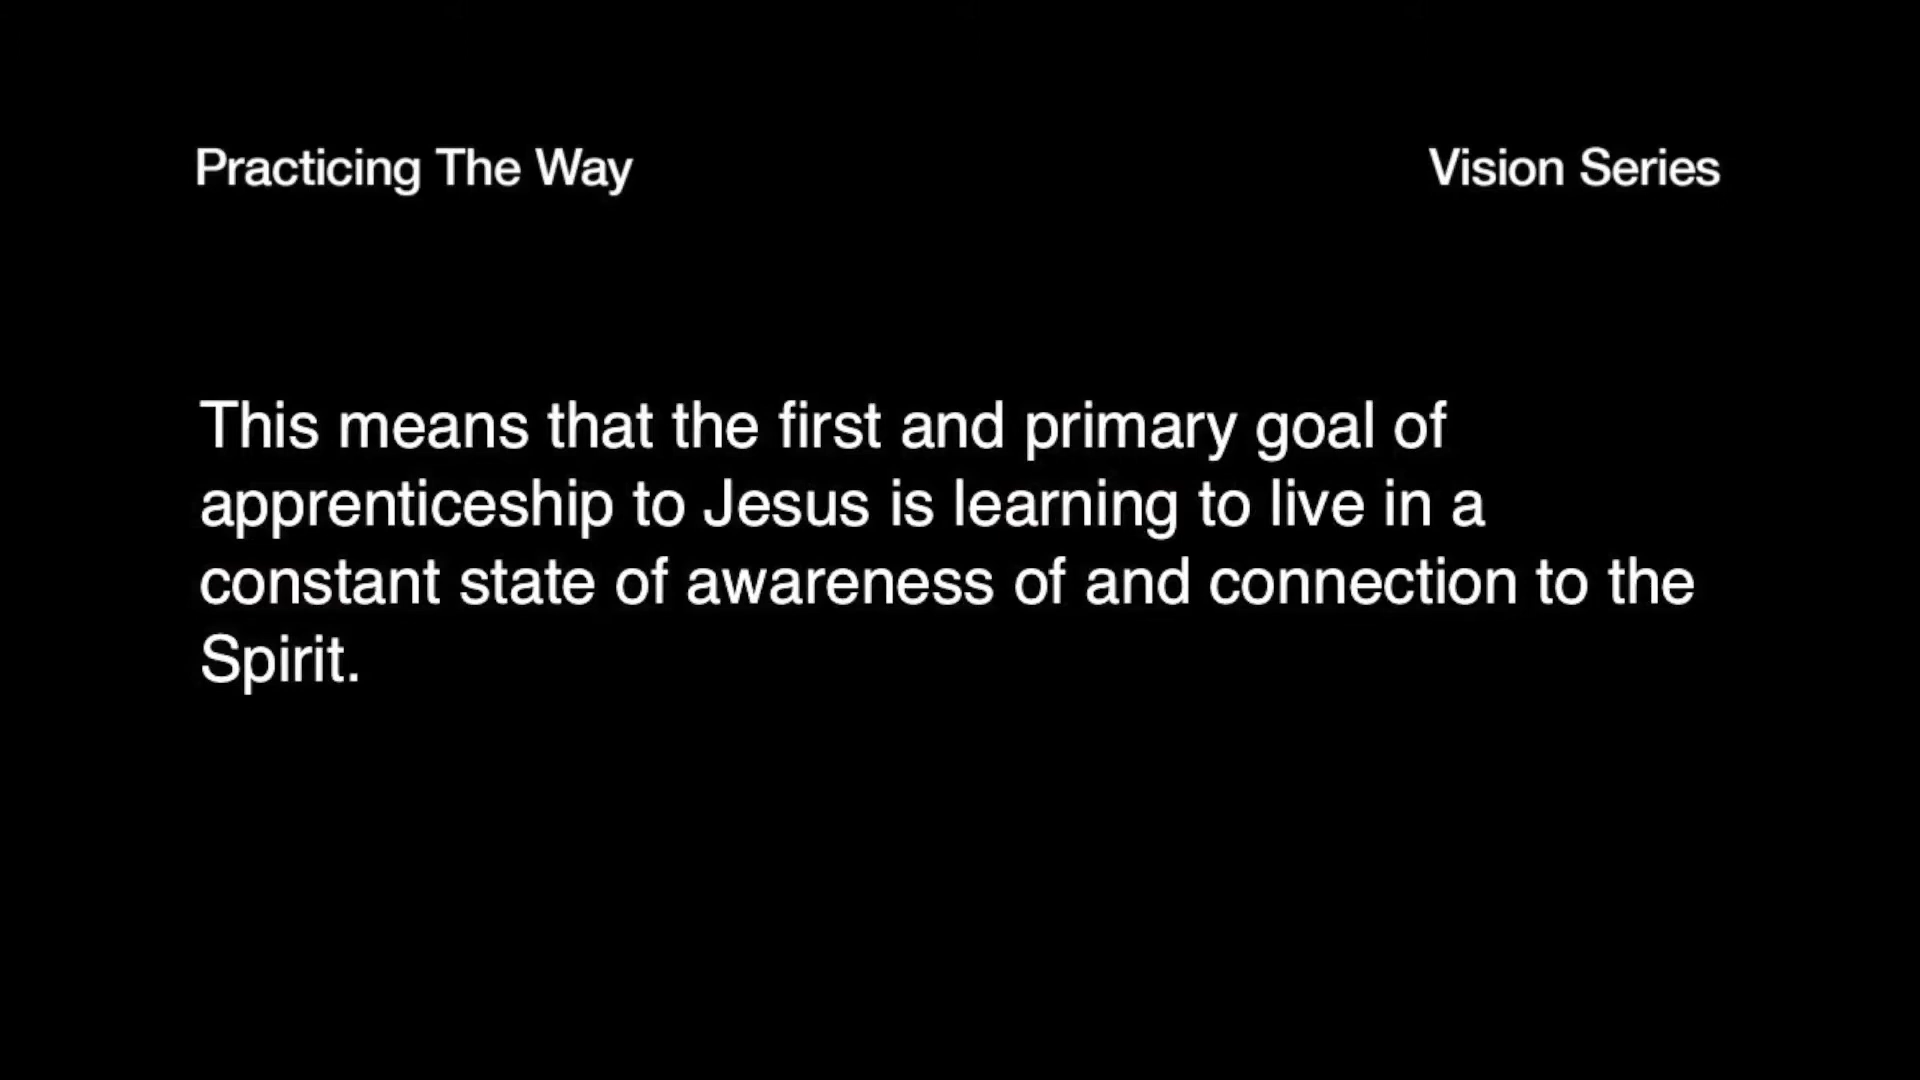 Practicing The Way
Vision Series
This means that the first and primary goal of
apprenticeship to Jesus is learning to live in a
constant state of awareness of and connection to the
Spirit.